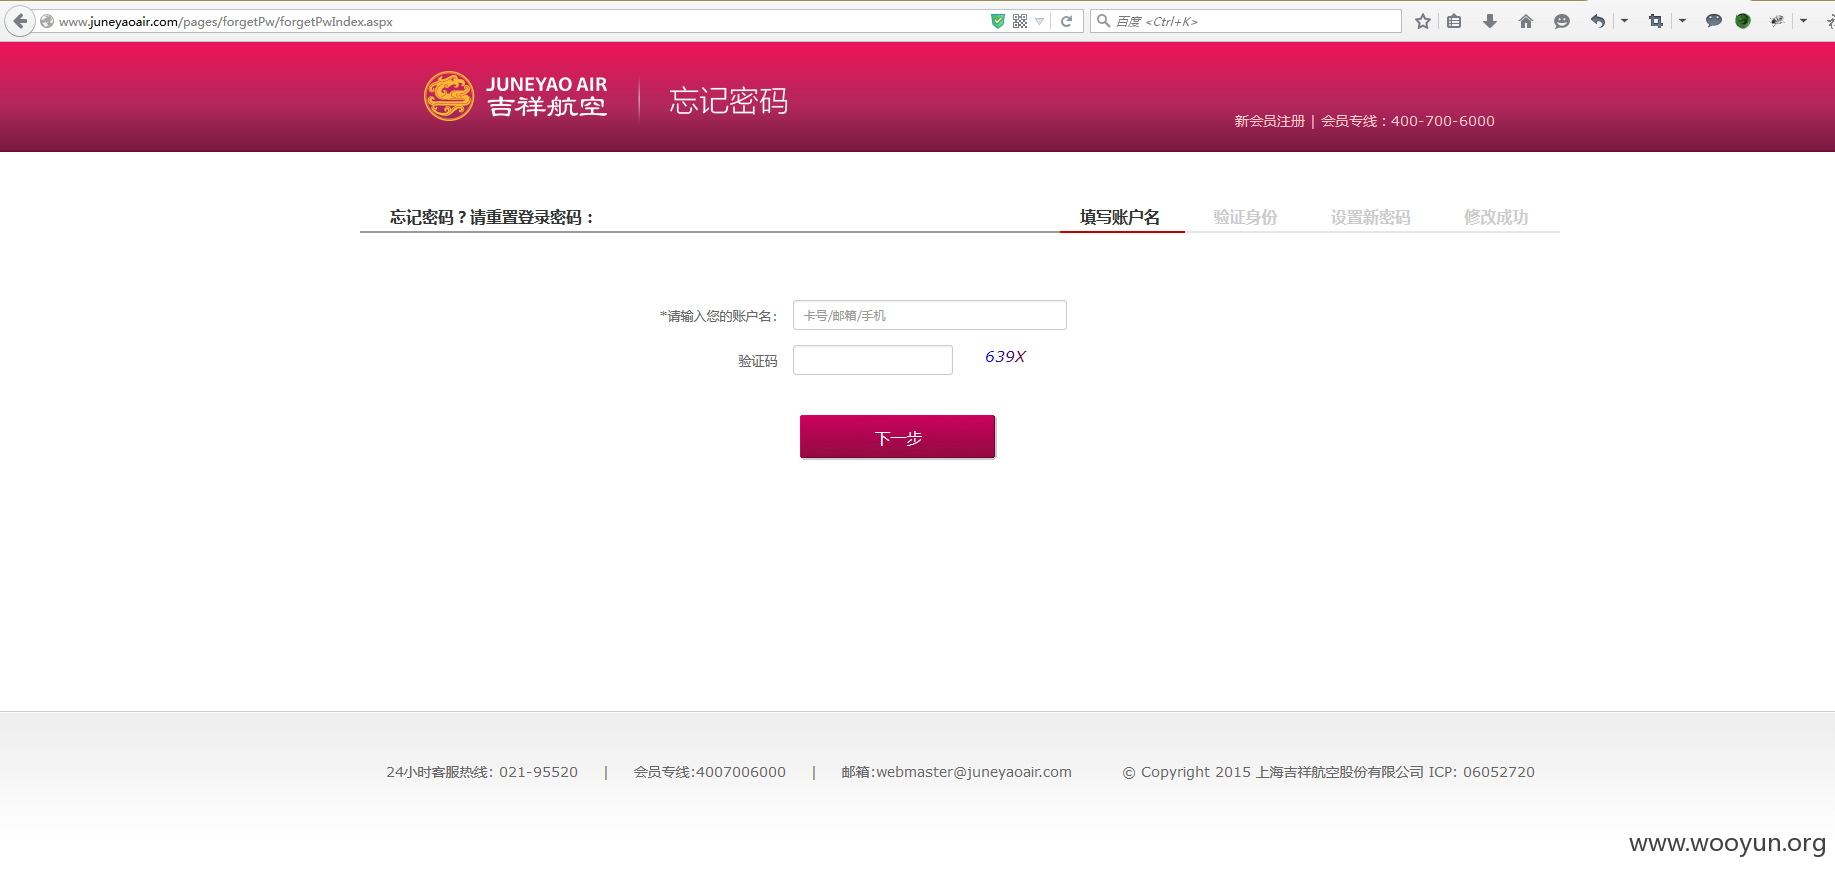 www.juneyaoair.com/pages/forgetPw/forgetPwIndex.aspx
百度 <Ctrl+K>
JUNEYAO AIR
吉祥航空
忘记密码
新会员注册 | 会员专线：400-700-6000
忘记密码？请重置登录密码：
填写账户名 验证身份 设置新密码 修改成功
*请输入您的账户名： 卡号/邮箱/手机
验证码 639X
下一步
24小时客服热线: 021-95520 | 会员专线:4007006000 | 邮箱:webmaster@juneyaoair.com © Copyright 2015 上海吉祥航空股份有限公司 ICP: 06052720
www.wooyun.org